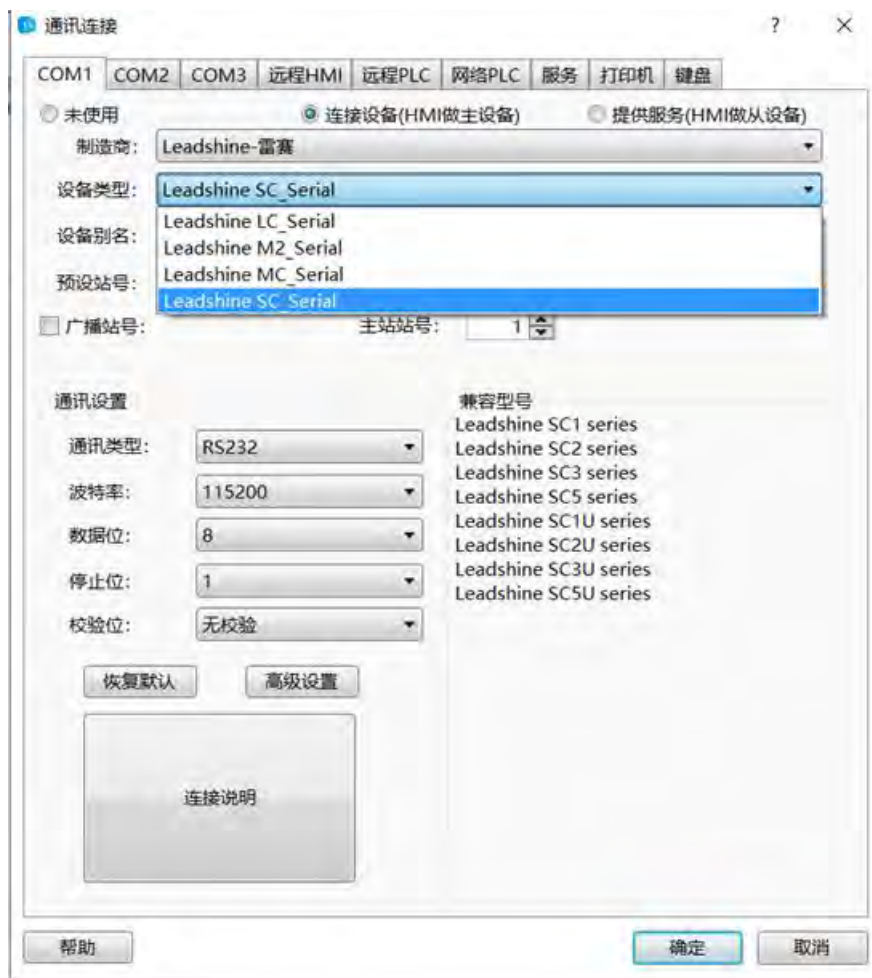 通讯连接 ? ×
COM1 COM2 COM3 远程HMI 远程PLC 网络PLC 服务 打印机 键盘
未使用 连接设备(HMI做主设备) 提供服务(HMI做从设备)
制造商: Leadshine-雷赛
设备类型: Leadshine SC_Serial
Leadshine LC_Serial
设备别名:
Leadshine M2_Serial
Leadshine MC_Serial
预设站号:
Leadshine SC_Serial
广播站号: 主站站号: 1
通讯设置
兼容型号
Leadshine SC1 series
通讯类型: RS232
Leadshine SC2 series
Leadshine SC3 series
波特率: 115200
Leadshine SC5 series
Leadshine SC1U series
数据位: 8
Leadshine SC2U series
Leadshine SC3U series
停止位: 1
Leadshine SC5U series
校验位: 无校验
恢复默认 高级设置
连接说明
帮助 确定 取消